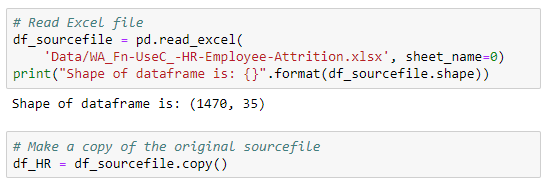 # Read Excel file
df_sourcefile = pd.read_excel(
    'Data/WA_Fn-UseC_-HR-Employee-Attrition.xlsx', sheet_name=0)
print("Shape of dataframe is: {}".format(df_sourcefile.shape))
Shape of dataframe is: (1470, 35)
# Make a copy of the original sourcefile
df_HR = df_sourcefile.copy()